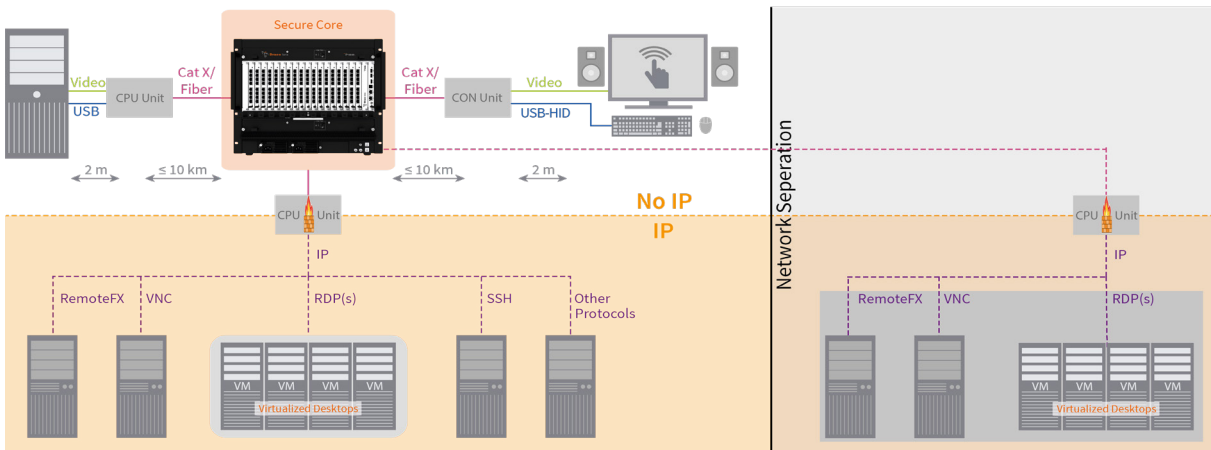 Secure Core
Video
USB
CPU Unit
Cat X/
Fiber
Cat X/
Fiber
CON Unit
Video
USB-HID
2 m
≤ 10 km
≤ 10 km
2 m
CPU Unit
No IP
IP
Network Seperation
CPU Unit
IP
RemoteFX
VNC
RDP(s)
SSH
Other
Protocols
VM
VM
VM
VM
Virtualized Desktops
IP
RemoteFX
VNC
RDP(s)
VM
VM
VM
VM
Virtualized Desktops